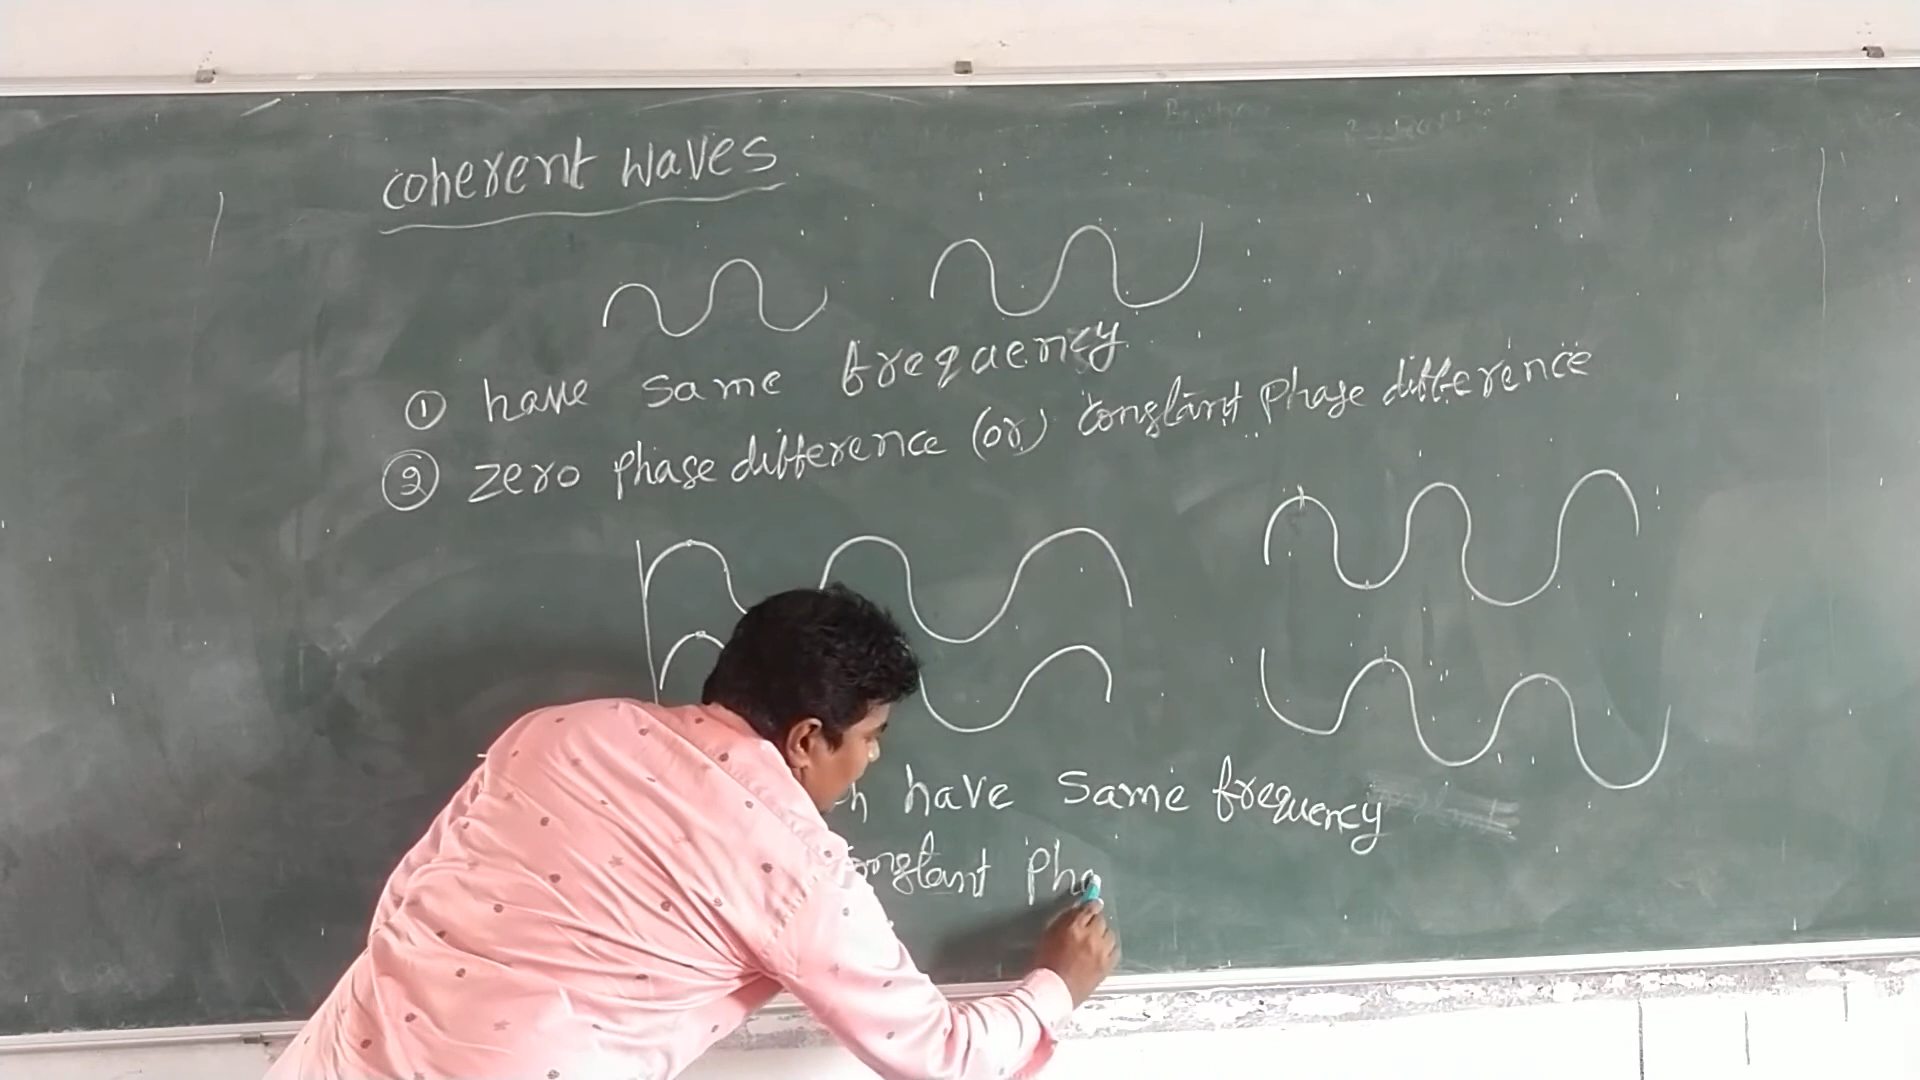 coherent waves
① have same frequency
② zero phase difference (or) constant phase difference
have same frequency
constant Pha